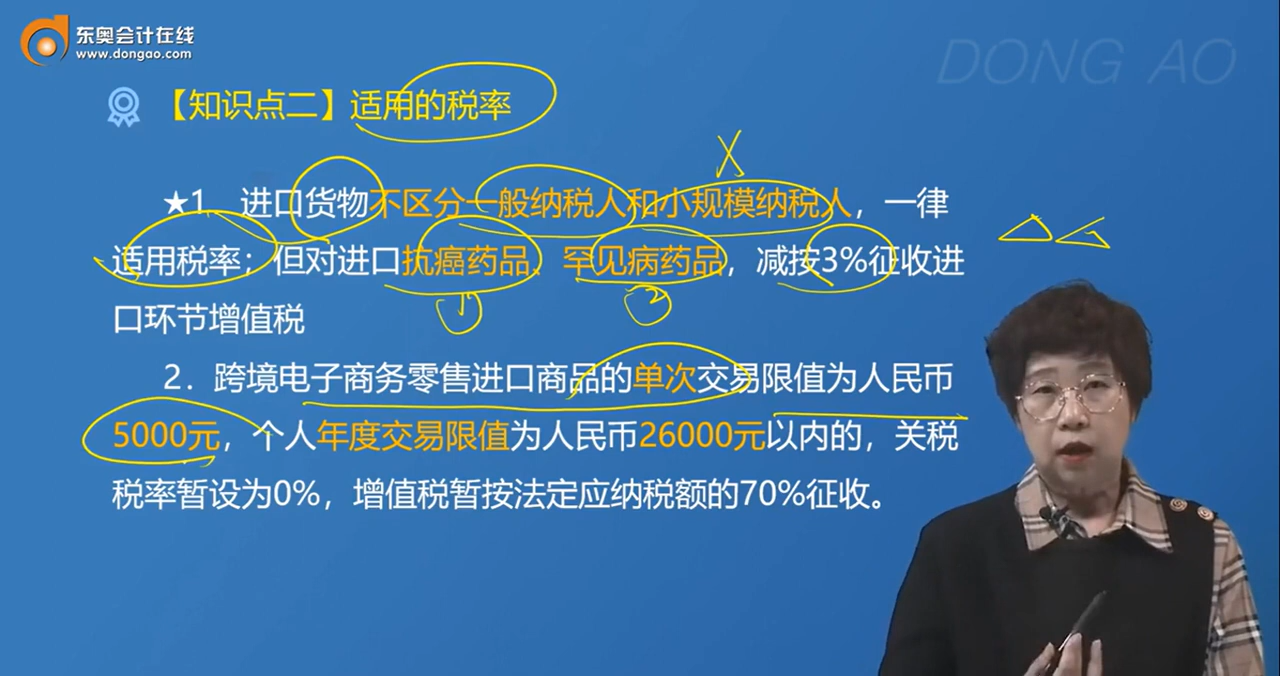 东奥会计在线
www.dongao.com
DONG AO
【知识点二】适用的税率
X
★1．进口货物不区分一般纳税人和小规模纳税人，一律
适用税率；但对进口抗癌药品、罕见病药品，减按3%征收进
口环节增值税
1 2
2．跨境电子商务零售进口商品的单次交易限值为人民币
5000元，个人年度交易限值为人民币26000元以内的，关税
税率暂设为0%，增值税暂按法定应纳税额的70%征收。